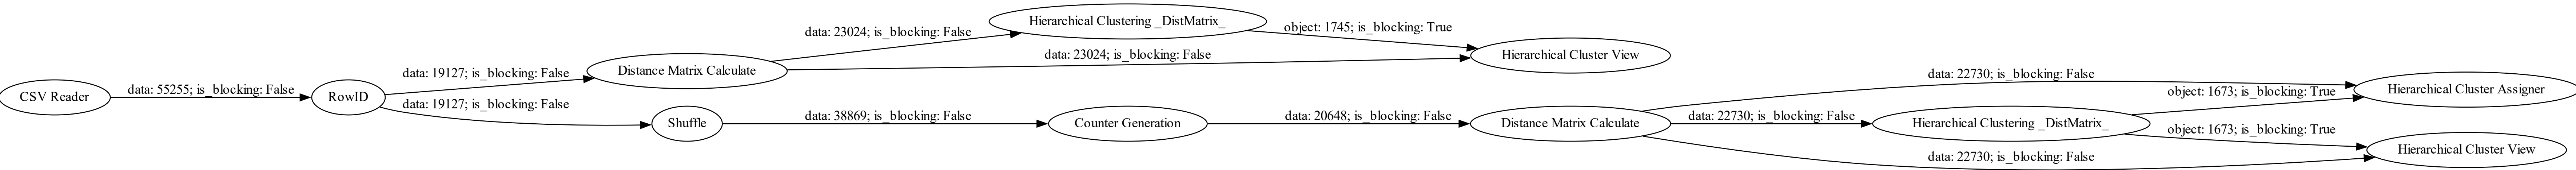 Hierarchical Clustering _DistMatrix_
data: 23024; is_blocking: False
object: 1745; is_blocking: True
data: 23024; is_blocking: False
Hierarchical Cluster View
data: 19127; is_blocking: False
Distance Matrix Calculate
data: 22730; is_blocking: False
CSV Reader
data: 55255; is_blocking: False
RowID
object: 1673; is_blocking: True
Hierarchical Cluster Assigner
data: 19127; is_blocking: False
Shuffle
data: 38869; is_blocking: False
Counter Generation
data: 20648; is_blocking: False
Distance Matrix Calculate
data: 22730; is_blocking: False
Hierarchical Clustering _DistMatrix_
object: 1673; is_blocking: True
Hierarchical Cluster View
data: 22730; is_blocking: False